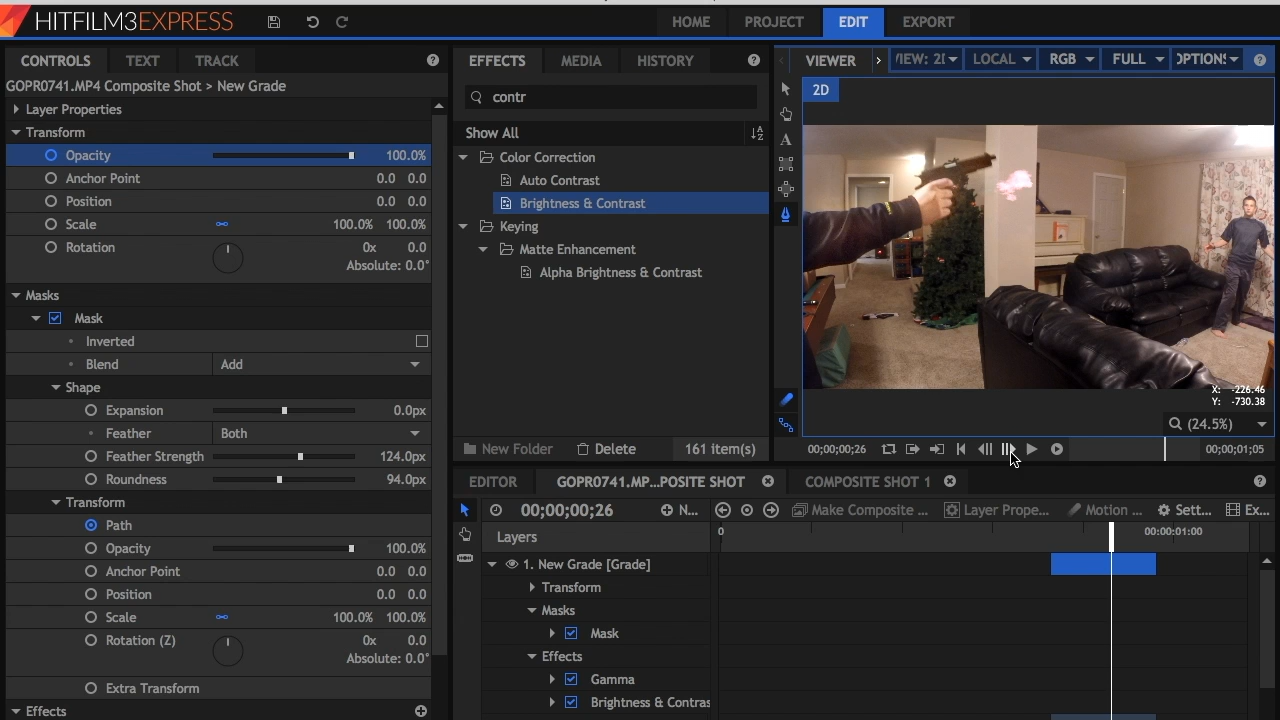 HITFILM3EXPRESS
HOME
PROJECT
EDIT
EXPORT
CONTROLS
TEXT
TRACK
GOPR0741.MP4 Composite Shot > New Grade
Layer Properties
Transform
Opacity 100.0%
Anchor Point 0.0 0.0
Position 0.0 0.0
Scale 100.0% 100.0%
Rotation 0x 0.0
Absolute: 0.0°
Masks
Mask
Inverted
Blend Add
Shape
Expansion 0.0px
Feather Both
Feather Strength 124.0px
Roundness 94.0px
Transform
Path
Opacity 100.0%
Anchor Point 0.0 0.0
Position 0.0 0.0
Scale 100.0% 100.0%
Rotation (Z) 0x 0.0
Absolute: 0.0°
Extra Transform
Effects
EFFECTS
MEDIA
HISTORY
contr
Show All
Color Correction
Auto Contrast
Brightness & Contrast
Keying
Matte Enhancement
Alpha Brightness & Contrast
New Folder
Delete
161 item(s)
VIEWER
/IEW: 2[
LOCAL
RGB
FULL
OPTIONS
2D
X: -226.46
Y: -730.38
(24.5%)
00;00;00;26
00;00;01;05
EDITOR
GOPR0741.MP...POSITE SHOT
COMPOSITE SHOT 1
00;00;00;26
N...
Make Composite ...
Layer Prope...
Motion ...
Sett...
Ex...
Layers
0
00:00:01:00
1. New Grade [Grade]
Transform
Masks
Mask
Effects
Gamma
Brightness & Contras